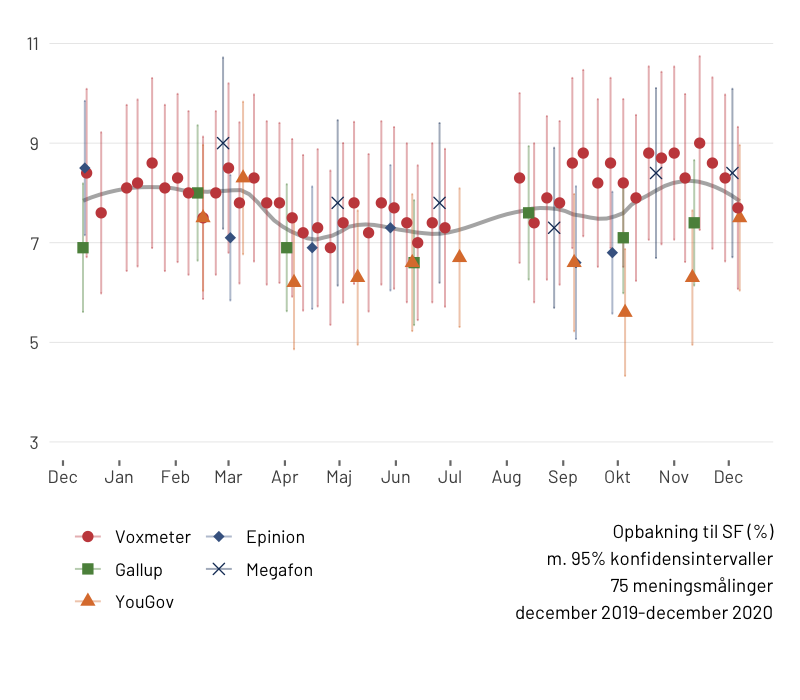 11
9
7
5
3
Dec Jan Feb Mar Apr Maj Jun Jul Aug Sep Okt Nov Dec
Voxmeter Epinion
Gallup Megafon
YouGov
Opbakning til SF (%)
m. 95% konfidensintervaller
75 meningsmålinger
december 2019-december 2020